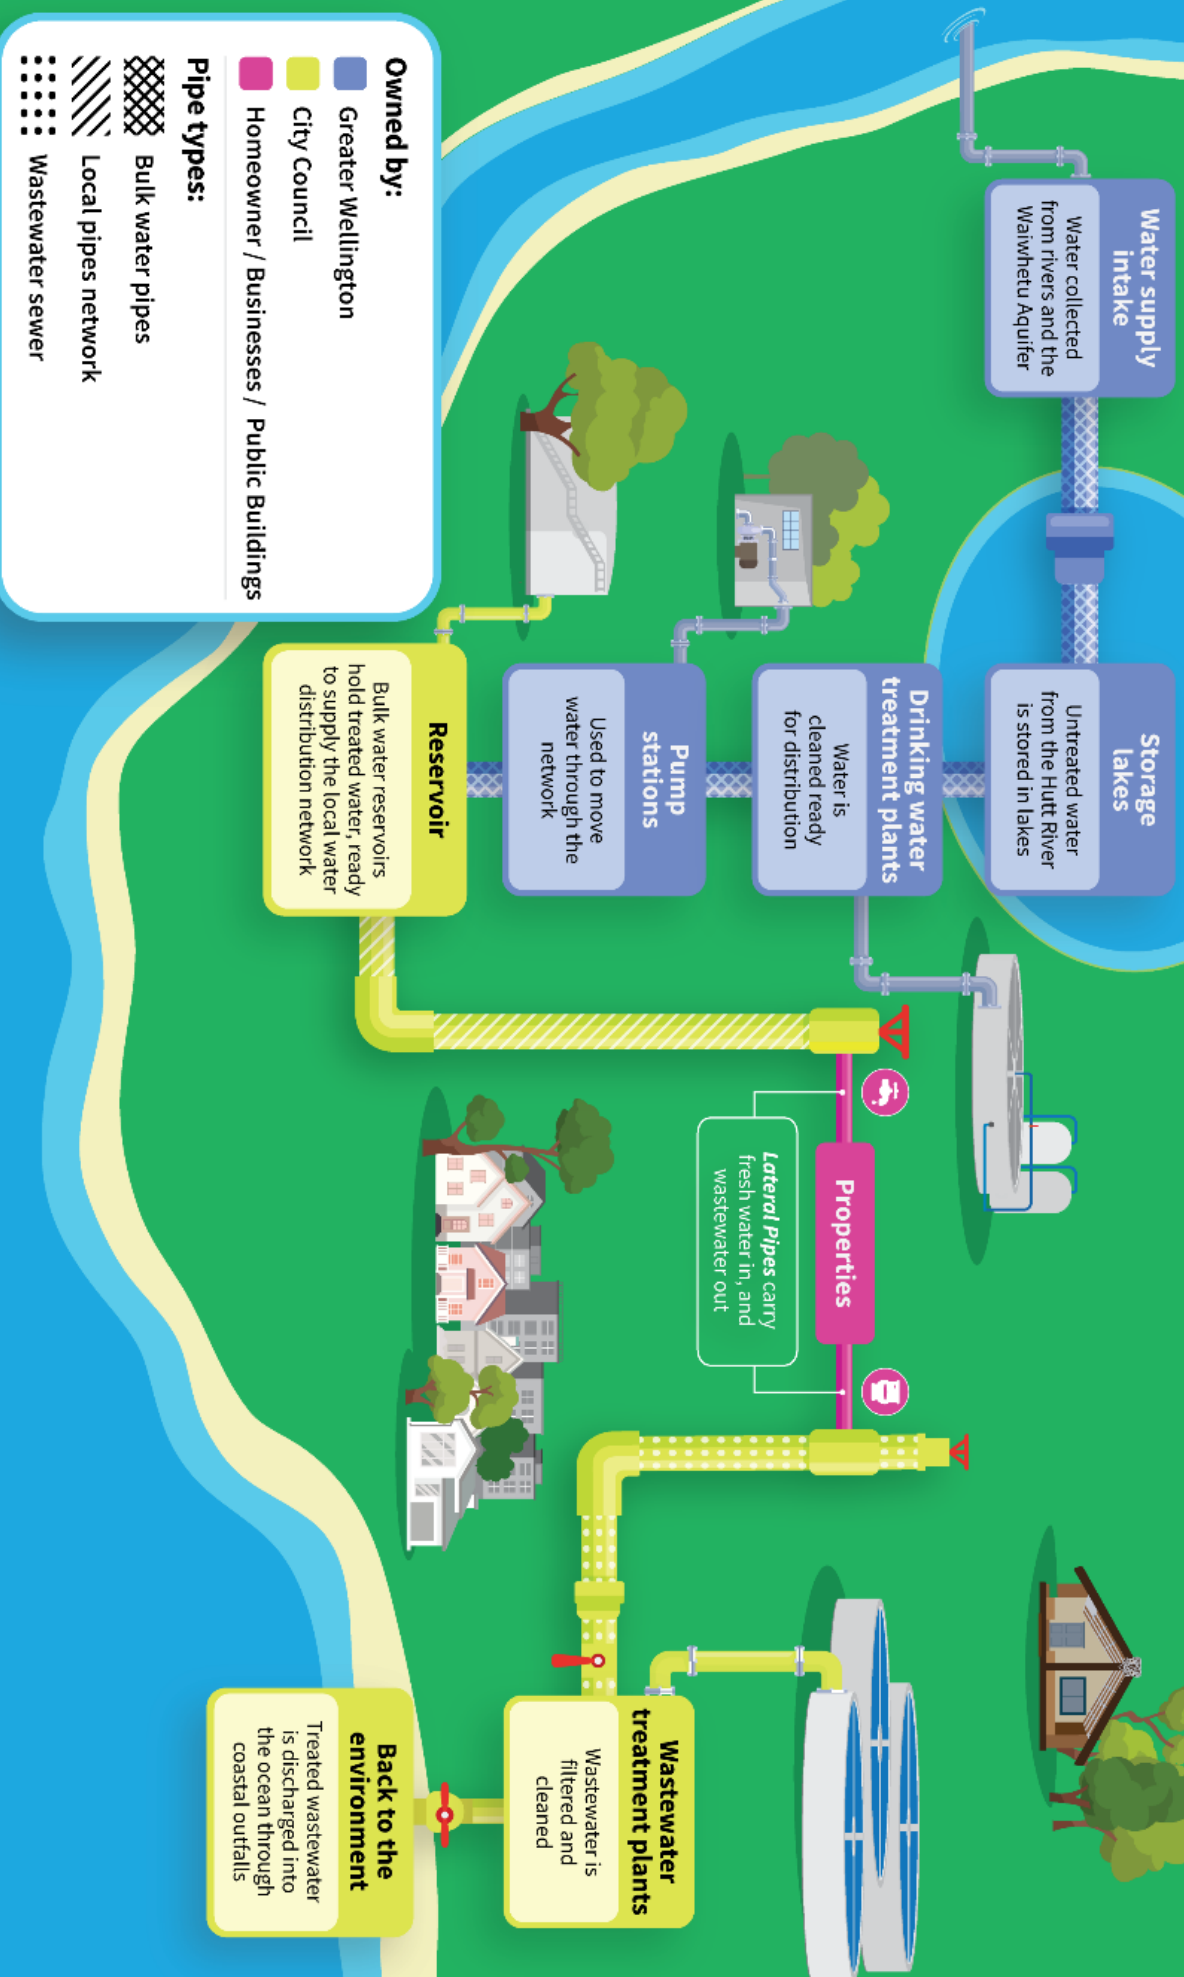 Water supply
intake
Water collected
from rivers and the
Waiwhetu Aquifer
Storage
lakes
Untreated water
from the Hutt River
is stored in lakes
Drinking water
treatment plants
Water is
cleaned ready
for distribution
Pump
stations
Used to move
water through the
network
Reservoir
Bulk water reservoirs
hold treated water, ready
to supply the local water
distribution network
Properties
Lateral Pipes carry
fresh water in, and
wastewater out
Wastewater
treatment plants
Wastewater is
filtered and
cleaned
Back to the
environment
Treated wastewater
is discharged into
the ocean through
coastal outfalls
Owned by:
Greater Wellington
City Council
Homeowner / Businesses / Public Buildings
Pipe types:
Bulk water pipes
Local pipes network
Wastewater sewer